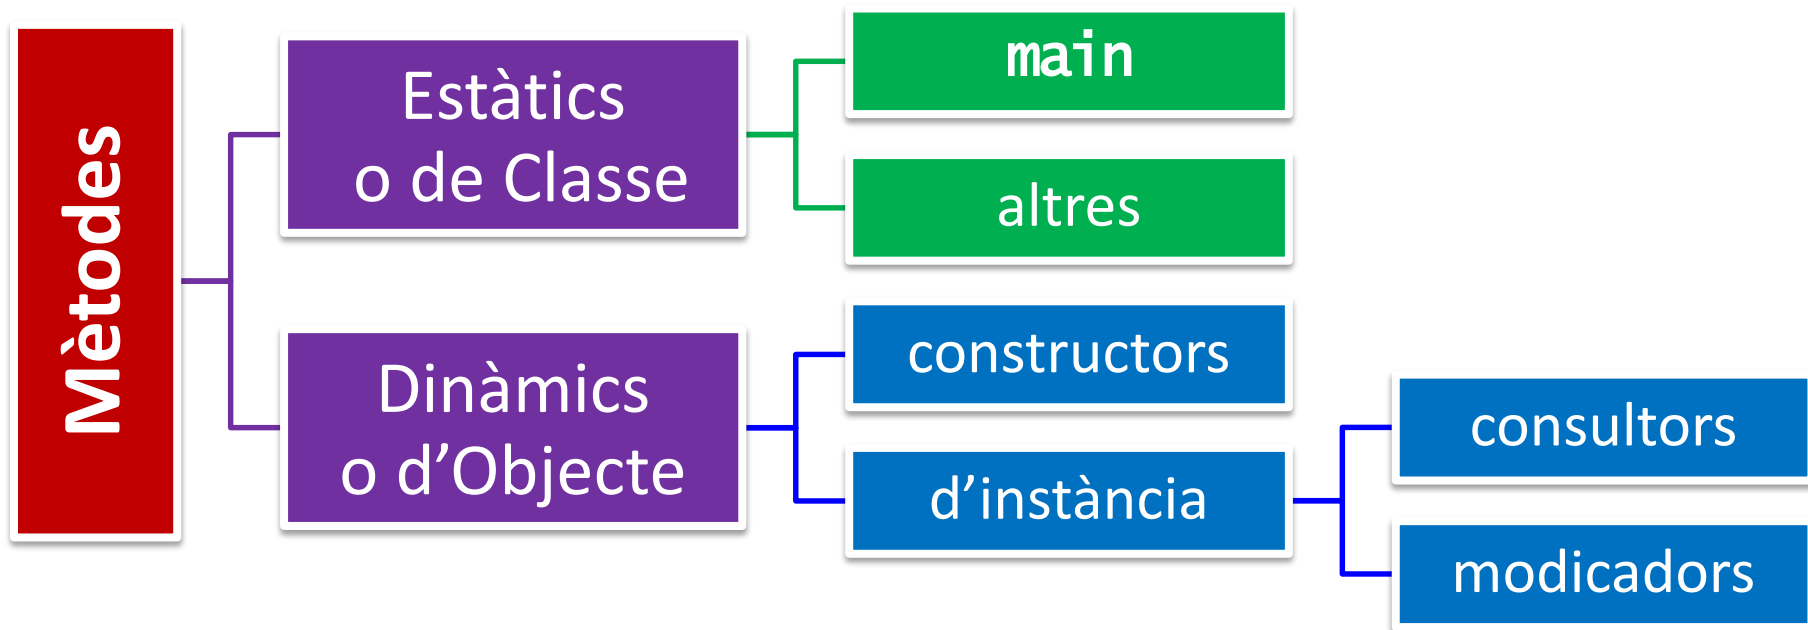 Mètodes
Estàtics
o de Classe
main
altres
Dinàmics
o d’Objecte
constructors
d’instància
consultors
modicadors